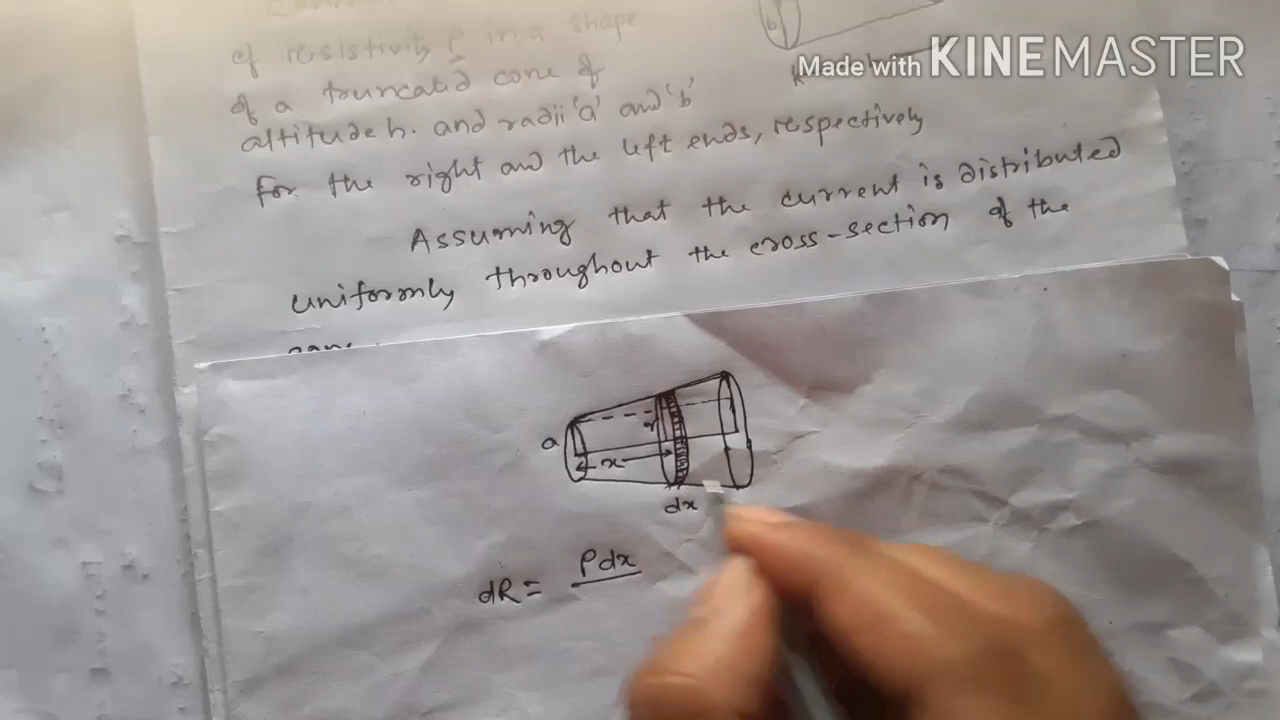 of resistivity ρ in a shape
of a truncated cone of
altitude h. and radii 'a' and 'b'
for the right and the left ends, respectively
Assuming that the current is distributed
uniformly throughout the cross-section of the
b
Made with KINEMASTER
a
r
x
dx
dR = ρdx